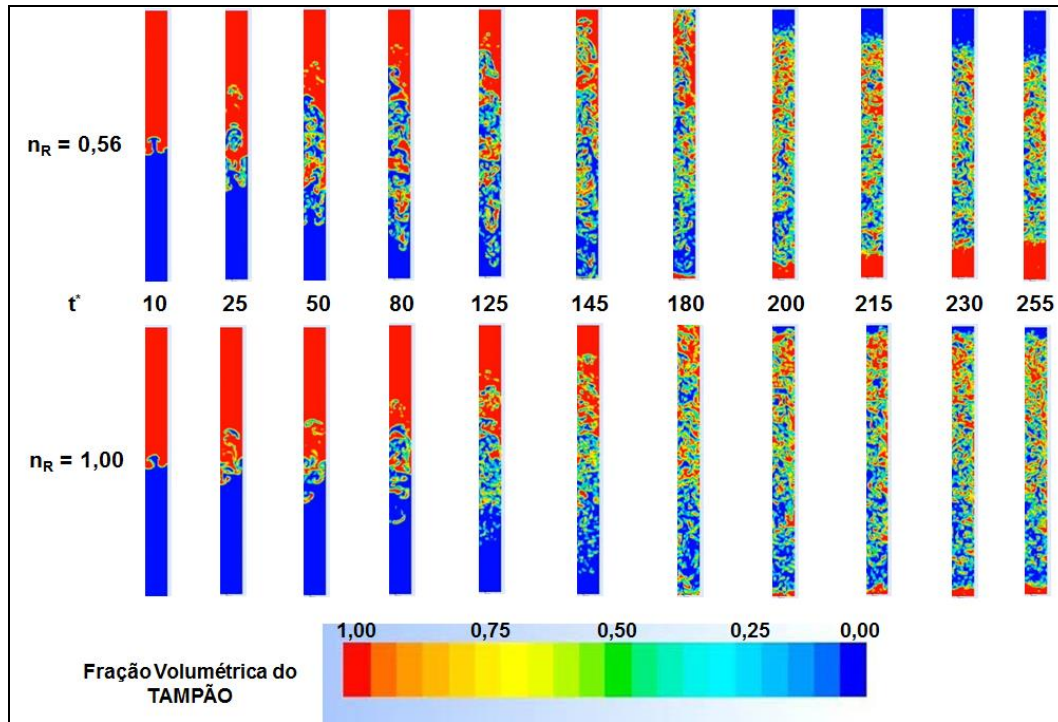 n_R = 0,56
t* 10 25 50 80 125 145 180 200 215 230 255
n_R = 1,00
1,00 0,75 0,50 0,25 0,00
Fração Volumétrica do
TAMPÃO